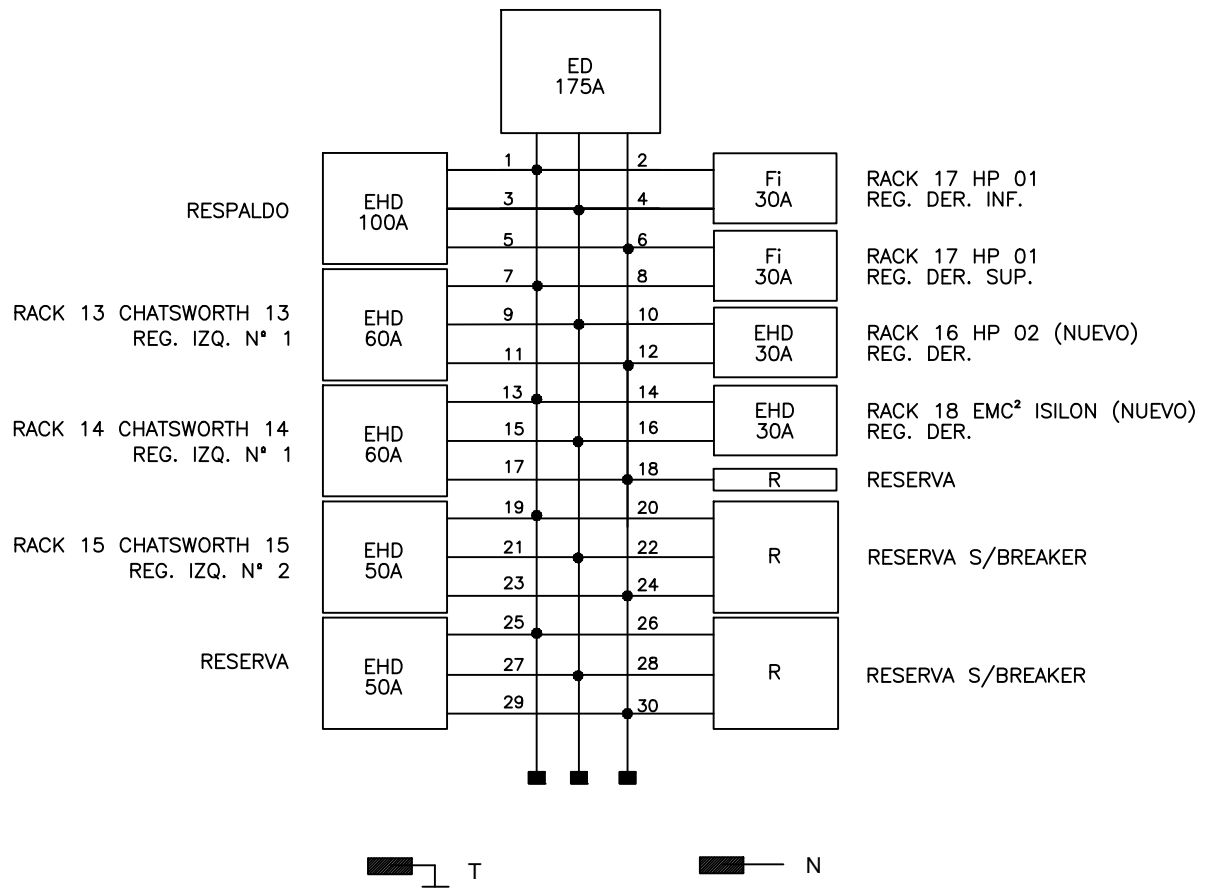 ED
175A
1
2
EHD
100A
RESPALDO
3
4
Fi
30A
RACK 17 HP 01
REG. DER. INF.
5
6
Fi
30A
RACK 17 HP 01
REG. DER. SUP.
7
8
RACK 13 CHATSWORTH 13
REG. IZQ. Nª 1
EHD
60A
9
10
EHD
30A
RACK 16 HP 02 (NUEVO)
REG. DER.
11
12
13
14
EHD
30A
RACK 18 EMC² ISILON (NUEVO)
REG. DER.
RACK 14 CHATSWORTH 14
REG. IZQ. Nª 1
EHD
60A
15
16
17
18
R
RESERVA
19
20
RACK 15 CHATSWORTH 15
REG. IZQ. Nª 2
EHD
50A
21
22
R
RESERVA S/BREAKER
23
24
25
26
RESERVA
EHD
50A
27
28
R
RESERVA S/BREAKER
29
30
T
N